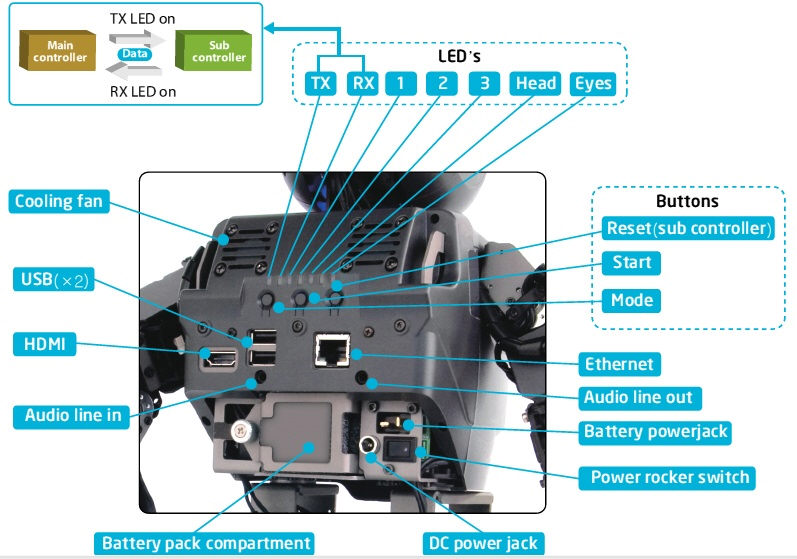 TX LED on
Main controller
Data
Sub controller
RX LED on
LED's
TX RX 1 2 3 Head Eyes
Cooling fan
USB(×2)
HDMI
Audio line in
Battery pack compartment
Buttons
Reset(sub controller)
Start
Mode
Ethernet
Audio line out
Battery powerjack
Power rocker switch
DC power jack